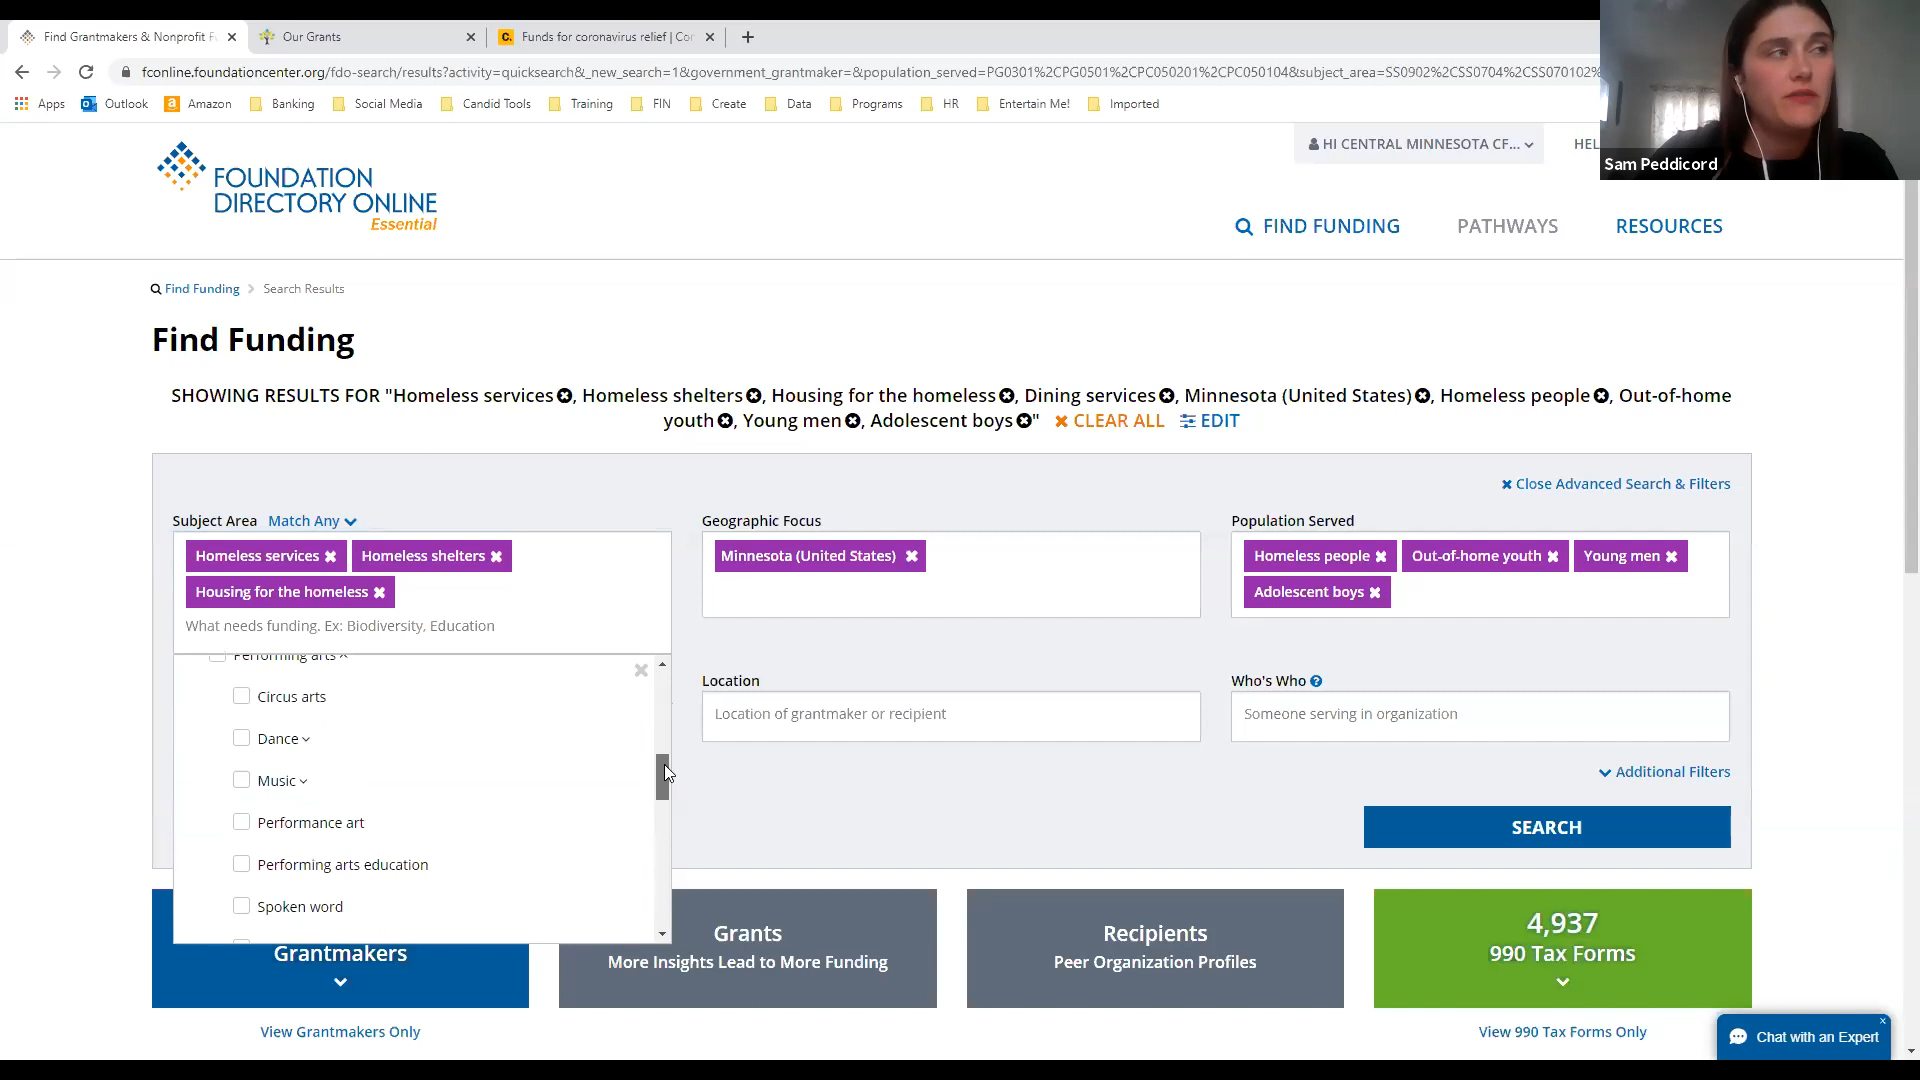 Find Grantmakers & Nonprofit F
Our Grants
Funds for coronavirus relief | Cor
fconline.foundationcenter.org/fdo-search/results?activity=quicksearch&_new_search=1&government_grantmaker=&population_served=PG0301%2CPG0501%2CPC050201%2CPC050104&subject_area=SS0902%2CSS0704%2CSS070102%
Apps
Outlook
Amazon
Banking
Social Media
Candid Tools
Training
FIN
Create
Data
Programs
HR
Entertain Me!
Imported
Sam Peddicord
HI CENTRAL MINNESOTA CF...
HEL
FOUNDATION
DIRECTORY ONLINE
Essential
FIND FUNDING
PATHWAYS
RESOURCES
Find Funding > Search Results
Find Funding
SHOWING RESULTS FOR "Homeless services, Homeless shelters, Housing for the homeless, Dining services, Minnesota (United States), Homeless people, Out-of-home
youth, Young men, Adolescent boys" CLEAR ALL EDIT
Close Advanced Search & Filters
Subject Area Match Any
Homeless services
Homeless shelters
Housing for the homeless
What needs funding. Ex: Biodiversity, Education
Performing arts
Circus arts
Dance
Music
Performance art
Performing arts education
Spoken word
Geographic Focus
Minnesota (United States)
Population Served
Homeless people
Out-of-home youth
Young men
Adolescent boys
Location
Location of grantmaker or recipient
Who's Who
Someone serving in organization
Additional Filters
SEARCH
Grantmakers
View Grantmakers Only
Grants
More Insights Lead to More Funding
Recipients
Peer Organization Profiles
4,937
990 Tax Forms
View 990 Tax Forms Only
Chat with an Expert